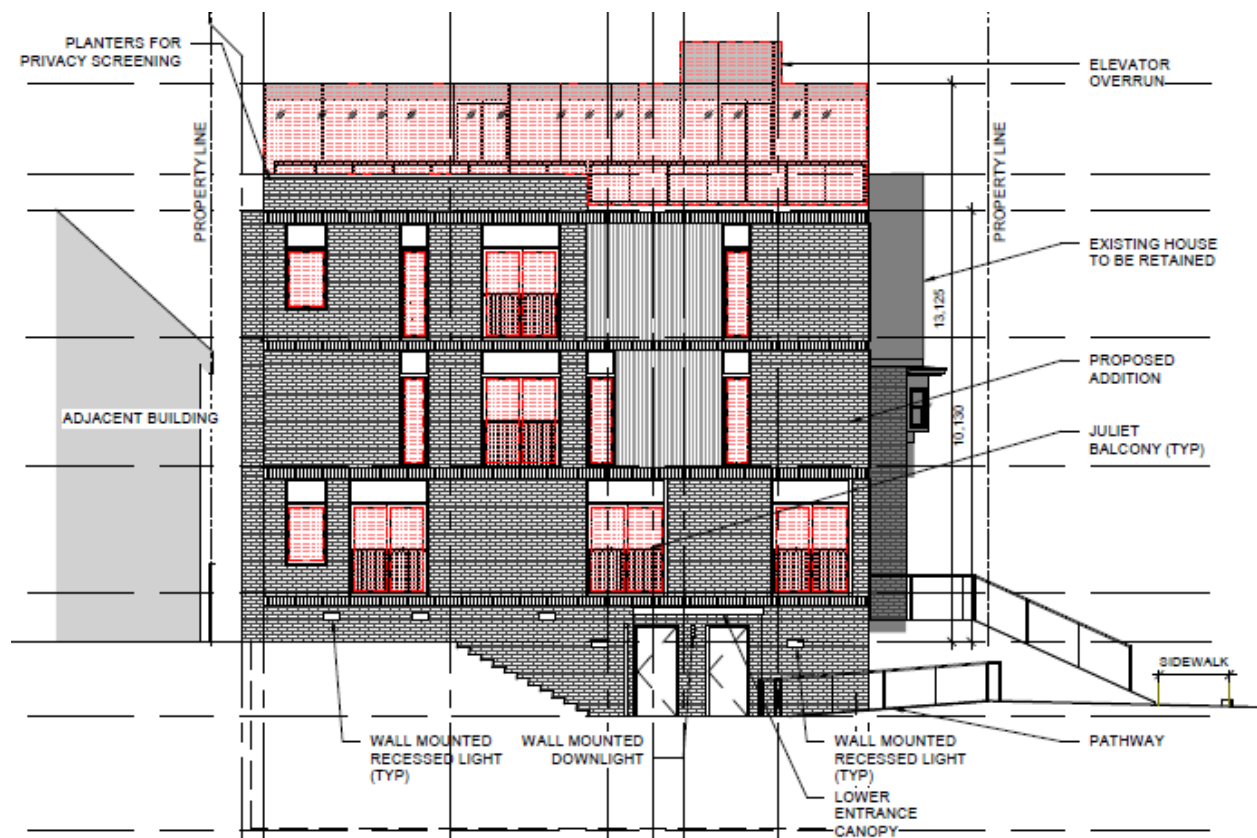 PLANTERS FOR
PRIVACY SCREENING
ELEVATOR
OVERRUN
PROPERTY LINE
PROPERTY LINE
EXISTING HOUSE
TO BE RETAINED
13,125
10,130
PROPOSED
ADDITION
ADJACENT BUILDING
JULIET
BALCONY (TYP)
SIDEWALK
WALL MOUNTED
RECESSED LIGHT
(TYP)
WALL MOUNTED
DOWNLIGHT
WALL MOUNTED
RECESSED LIGHT
(TYP)
PATHWAY
LOWER
ENTRANCE
CANOPY